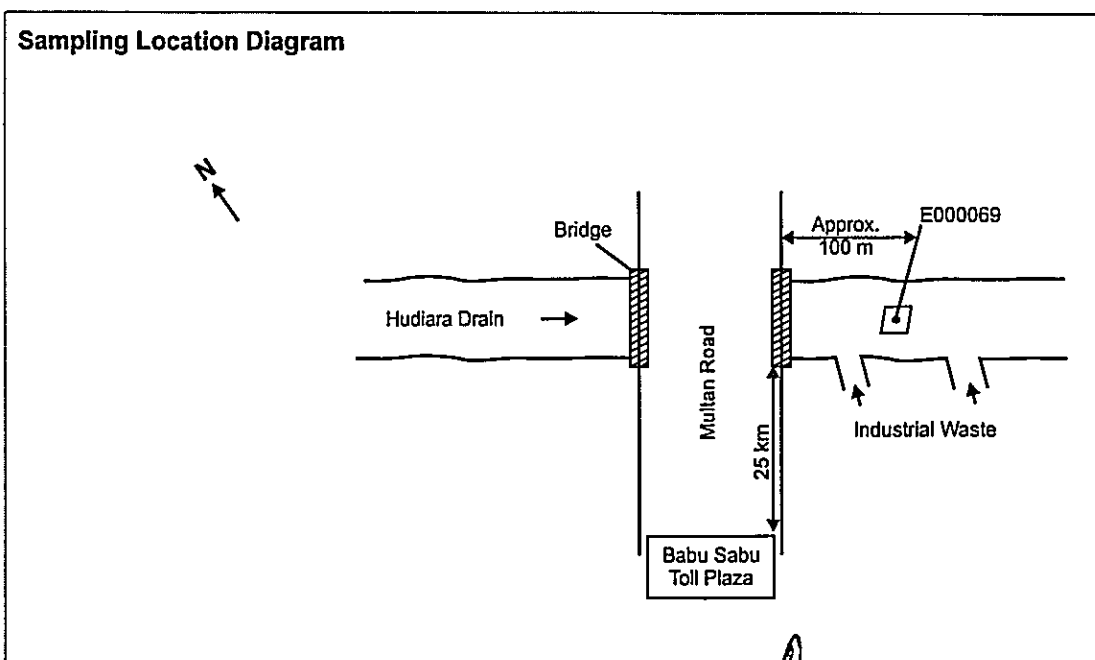 Sampling Location Diagram
N
Bridge
Approx.
100 m
E000069
Hudiara Drain
Multan Road
25 km
Industrial Waste
Babu Sabu
Toll Plaza